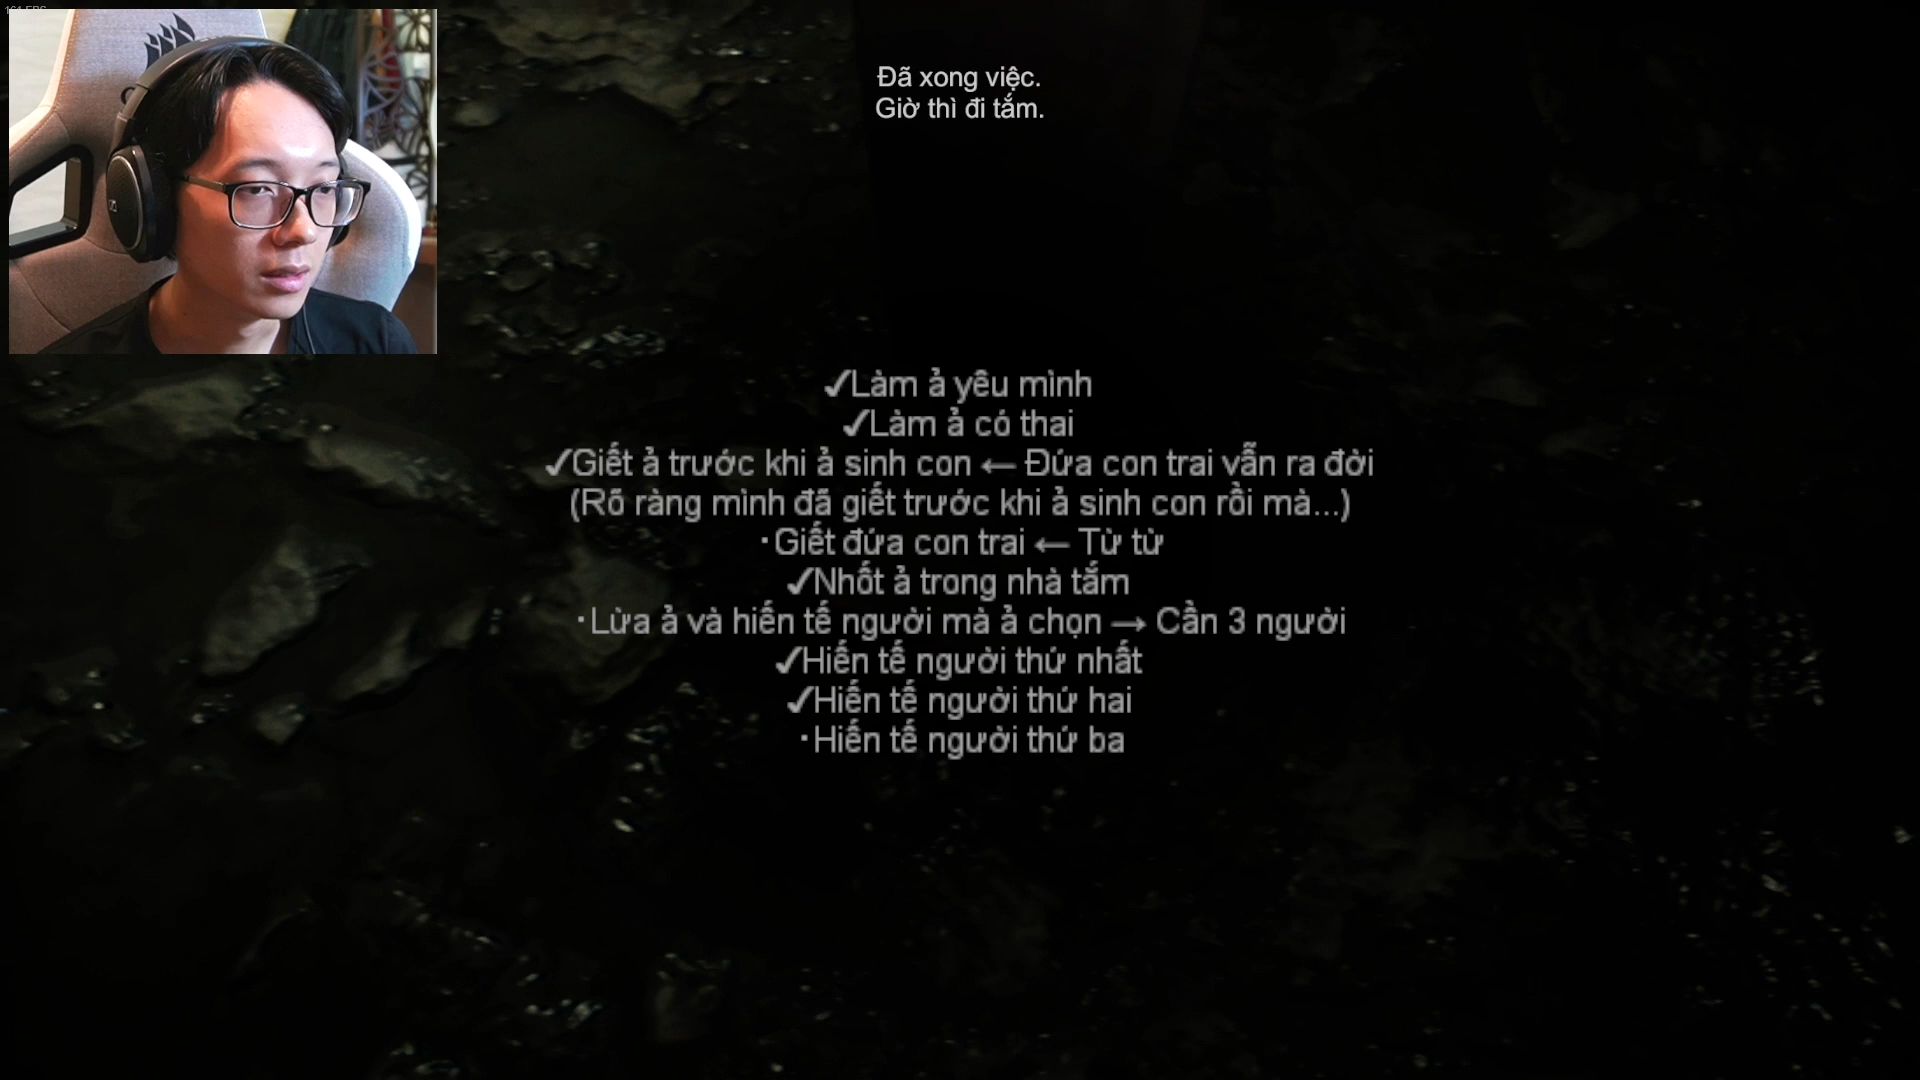 161 FPS
Đã xong việc.
Giờ thì đi tắm.
✓Làm ả yêu mình
✓Làm ả có thai
✓Giết ả trước khi ả sinh con ← Đứa con trai vẫn ra đời
(Rõ ràng mình đã giết trước khi ả sinh con rồi mà...)
·Giết đứa con trai ← Từ từ
✓Nhốt ả trong nhà tắm
·Lừa ả và hiến tế người mà ả chọn → Cần 3 người
✓Hiến tế người thứ nhất
✓Hiến tế người thứ hai
·Hiến tế người thứ ba